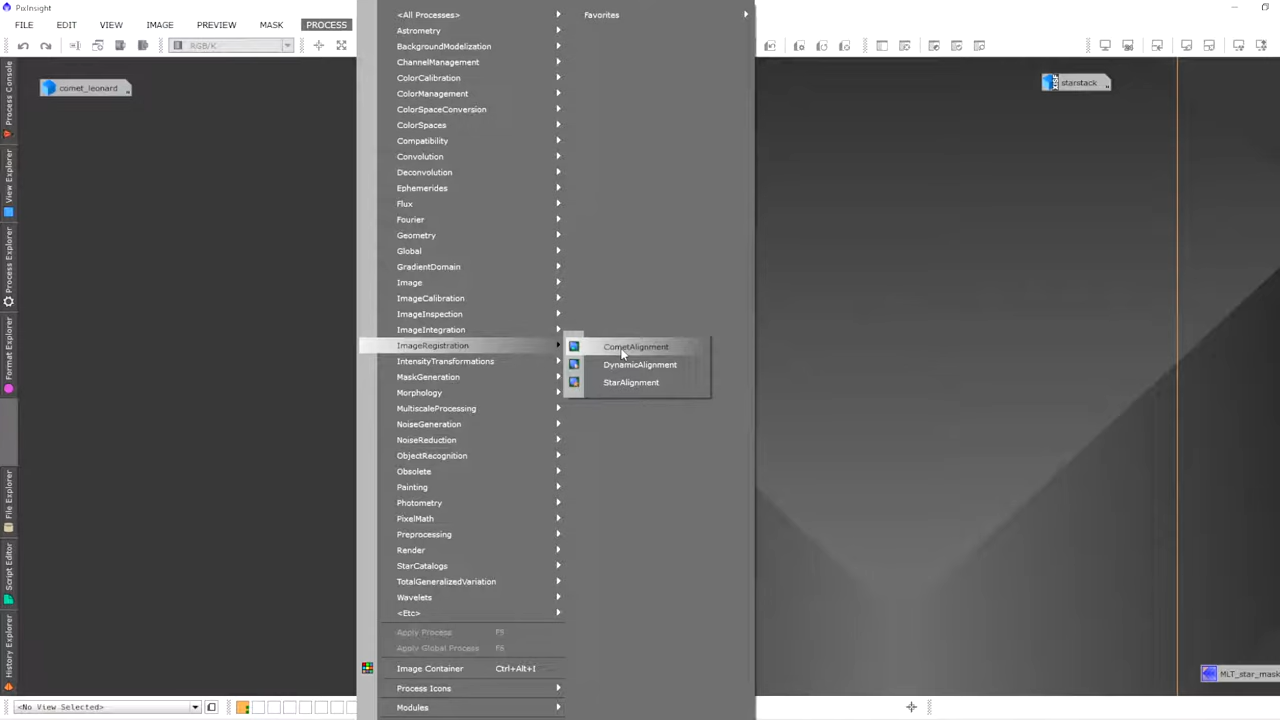 PixInsight
FILE EDIT VIEW IMAGE PREVIEW MASK PROCESS
RGB/K
Process Console
View Explorer
Process Explorer
Format Explorer
File Explorer
Script Editor
History Explorer
comet_leonard
<All Processes>
Astrometry
BackgroundModelization
ChannelManagement
ColorCalibration
ColorManagement
ColorSpaceConversion
ColorSpaces
Compatibility
Convolution
Deconvolution
Ephemerides
Flux
Fourier
Geometry
Global
GradientDomain
Image
ImageCalibration
ImageInspection
ImageIntegration
ImageRegistration
IntensityTransformations
MaskGeneration
Morphology
MultiscaleProcessing
NoiseGeneration
NoiseReduction
ObjectRecognition
Obsolete
Painting
Photometry
PixelMath
Preprocessing
Render
StarCatalogs
TotalGeneralizedVariation
Wavelets
<Etc>
Apply Process F5
Apply Global Process F6
Image Container Ctrl+Alt+I
Process Icons
Modules
Favorites
CometAlignment
DynamicAlignment
StarAlignment
starstack
MLT_star_mask
<No View Selected>